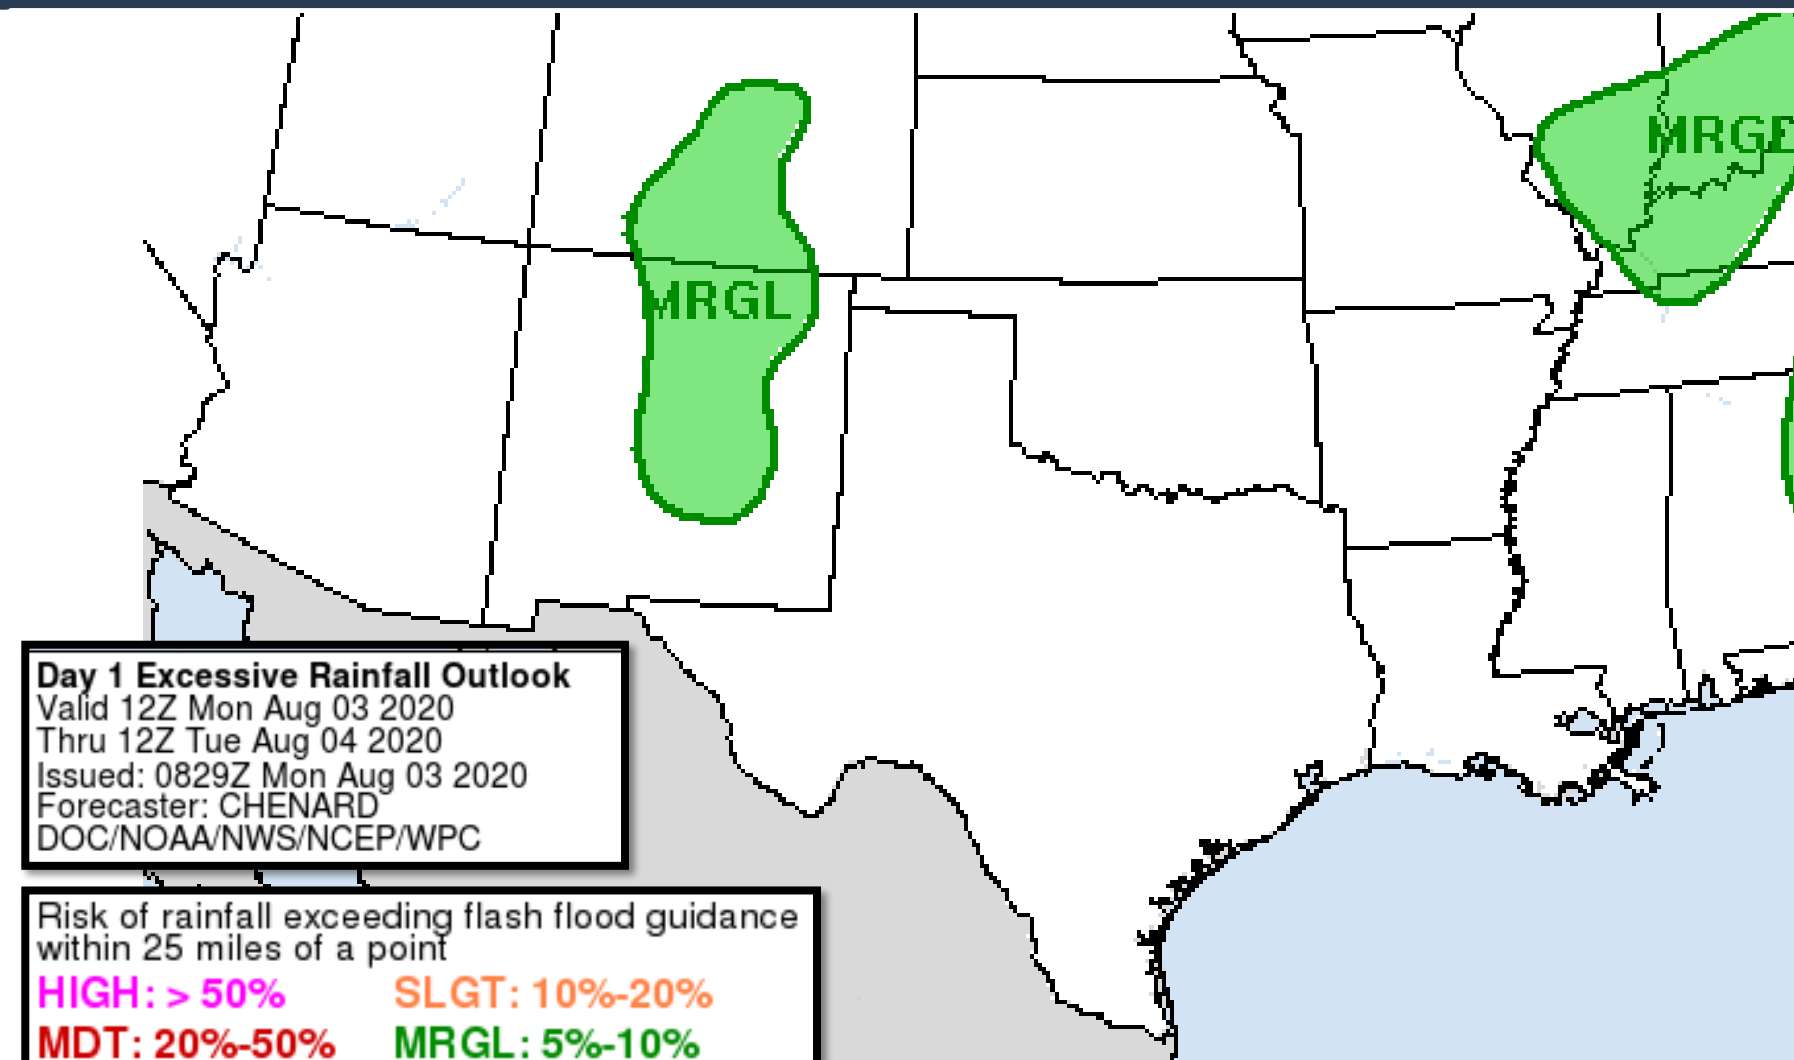 MRGL
MRGL
Day 1 Excessive Rainfall Outlook
Valid 12Z Mon Aug 03 2020
Thru 12Z Tue Aug 04 2020
Issued: 0829Z Mon Aug 03 2020
Forecaster: CHENARD
DOC/NOAA/NWS/NCEP/WPC
Risk of rainfall exceeding flash flood guidance
within 25 miles of a point
HIGH: > 50% SLGT: 10%-20%
MDT: 20%-50% MRGL: 5%-10%